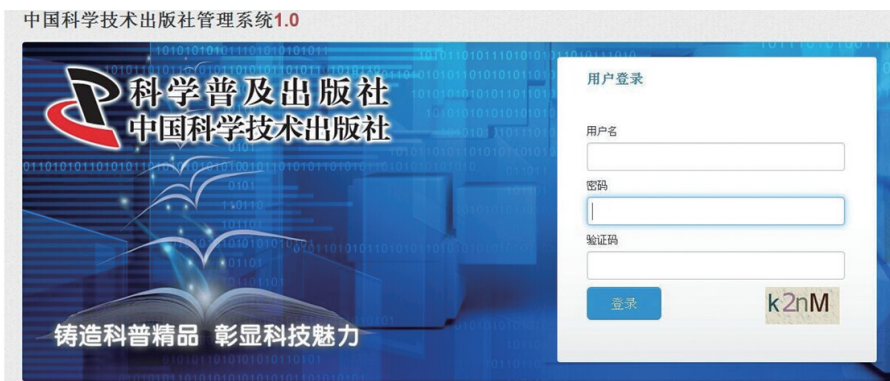 中国科学技术出版社管理系统1.0
科学普及出版社
中国科学技术出版社
铸造科普精品 彰显科技魅力
用户登录
用户名
密码
验证码
登录
k2nM